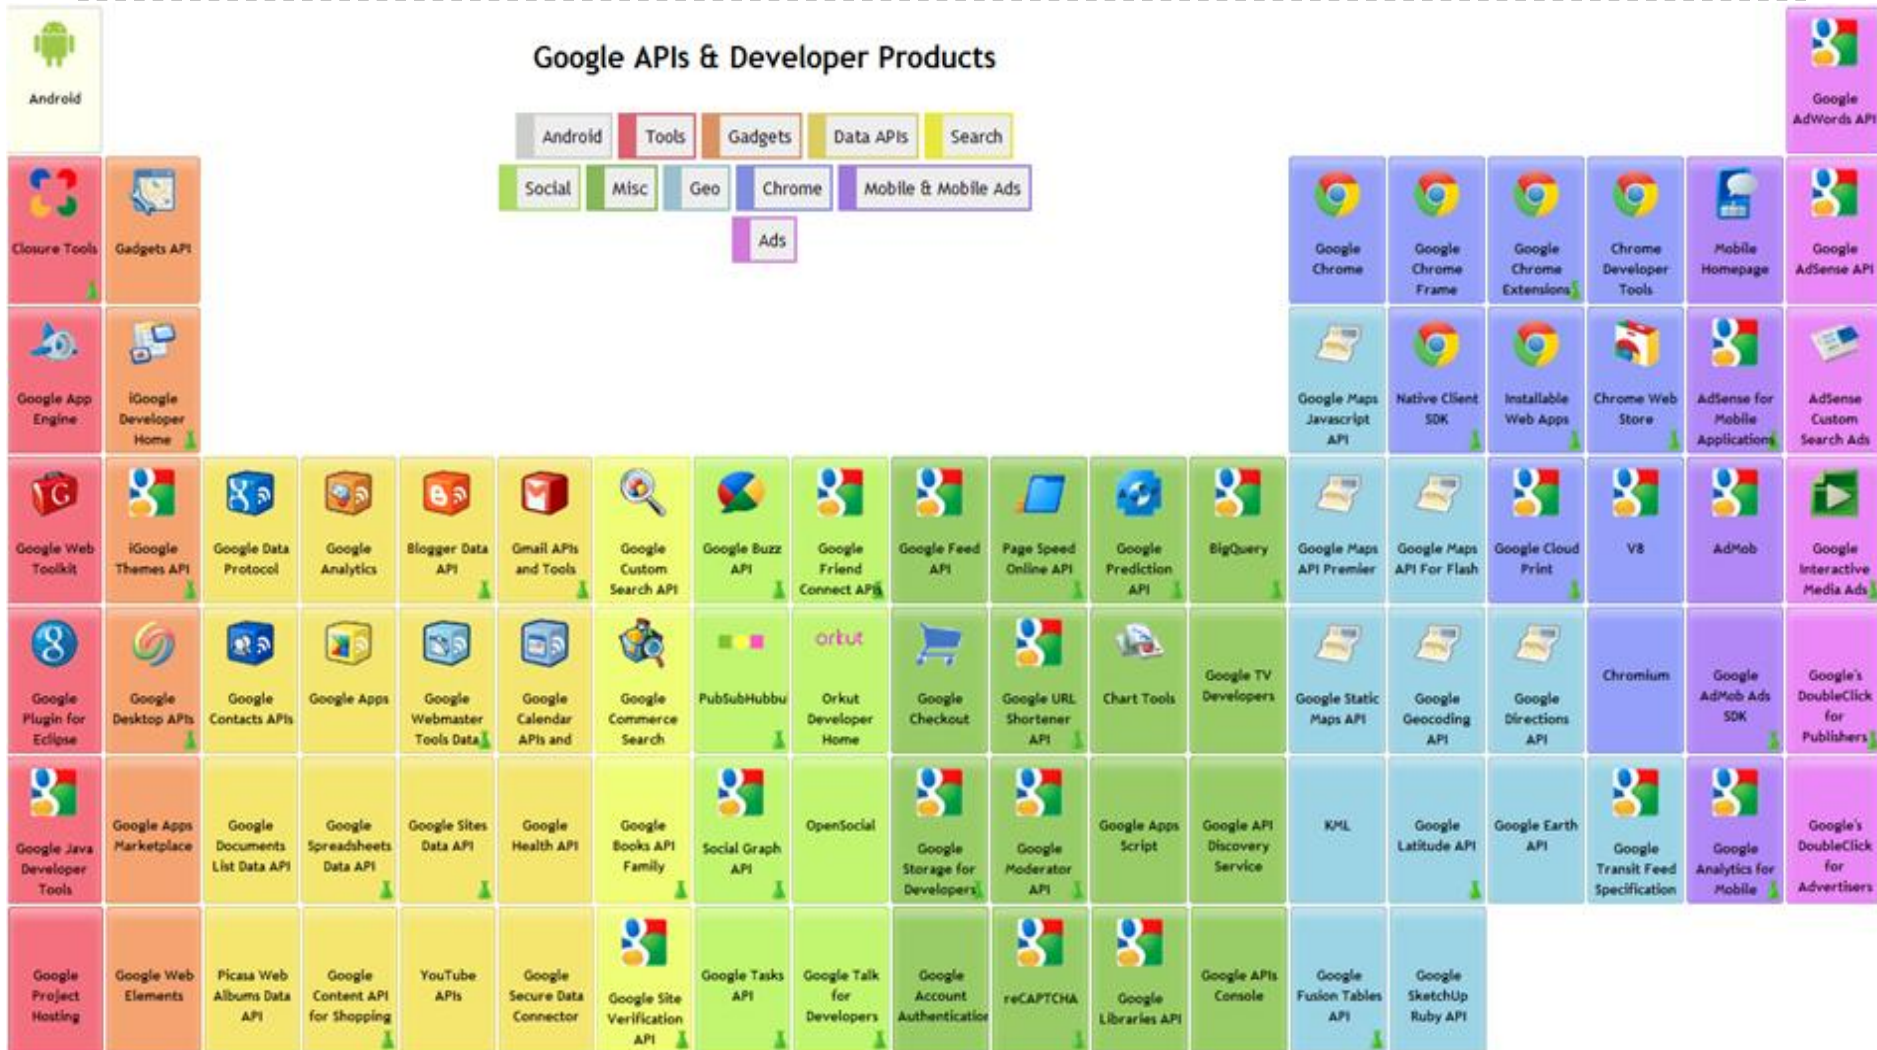 Google APIs & Developer Products
Android
Google
AdWords API
Android Tools Gadgets Data APIs Search
Social Misc Geo Chrome Mobile & Mobile Ads
Ads
Closure Tools
Gadgets API
Google
Chrome
Google
Chrome
Frame
Google
Chrome
Extensions
Chrome
Developer
Tools
Mobile
Homepage
Google
AdSense API
Google App
Engine
iGoogle
Developer
Home
Google Maps
Javascript
API
Native Client
SDK
Installable
Web Apps
Chrome Web
Store
AdSense for
Mobile
Applications
AdSense
Custom
Search Ads
G
Google Web
Toolkit
iGoogle
Themes API
Google Data
Protocol
Google
Analytics
Blogger Data
API
Gmail APIs
and Tools
Google
Custom
Search API
Google Buzz
API
Google
Friend
Connect APIs
Google Feed
API
Page Speed
Online API
Google
Prediction
API
BigQuery
Google Maps
API Premier
Google Maps
API For Flash
Google Cloud
Print
V8
AdMob
Google
Interactive
Media Ads
Google
Plugin for
Eclipse
Google
Desktop APIs
Google
Contacts APIs
Google Apps
Google
Webmaster
Tools Data
Google
Calendar
APIs and
Google
Commerce
Search
PubSubHubbu
orkut
Orkut
Developer
Home
Google
Checkout
Google URL
Shortener
API
Chart Tools
Google TV
Developers
Google Static
Maps API
Google
Geocoding
API
Google
Directions
API
Chromium
Google
AdMob Ads
SDK
Google's
DoubleClick
for
Publishers
Google Java
Developer
Tools
Google Apps
Marketplace
Google
Documents
List Data API
Google
Spreadsheets
Data API
Google Sites
Data API
Google
Health API
Google
Books API
Family
Social Graph
API
OpenSocial
Google
Storage for
Developers
Google
Moderator
API
Google Apps
Script
Google API
Discovery
Service
KML
Google
Latitude API
Google Earth
API
Google
Transit Feed
Specification
Google
Analytics for
Mobile
Google's
DoubleClick
for
Advertisers
Google
Project
Hosting
Google Web
Elements
Picasa Web
Albums Data
API
Google
Content API
for Shopping
YouTube
APIs
Google
Secure Data
Connector
Google Site
Verification
API
Google Tasks
API
Google Talk
for
Developers
Google
Account
Authentication
reCAPTCHA
Google
Libraries API
Google APIs
Console
Google
Fusion Tables
API
Google
SketchUp
Ruby API